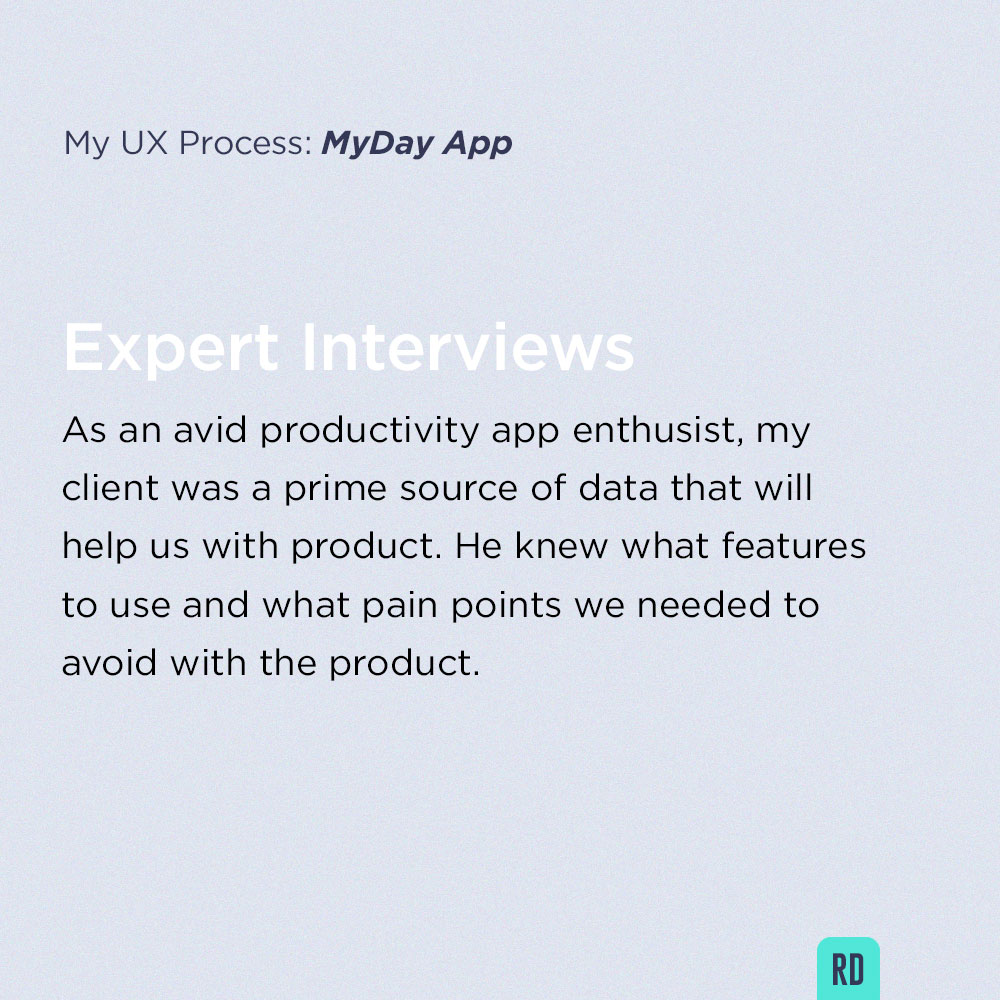 My UX Process: MyDay App
Expert Interviews
As an avid productivity app enthusist, my
client was a prime source of data that will
help us with product. He knew what features
to use and what pain points we needed to
avoid with the product.
RD